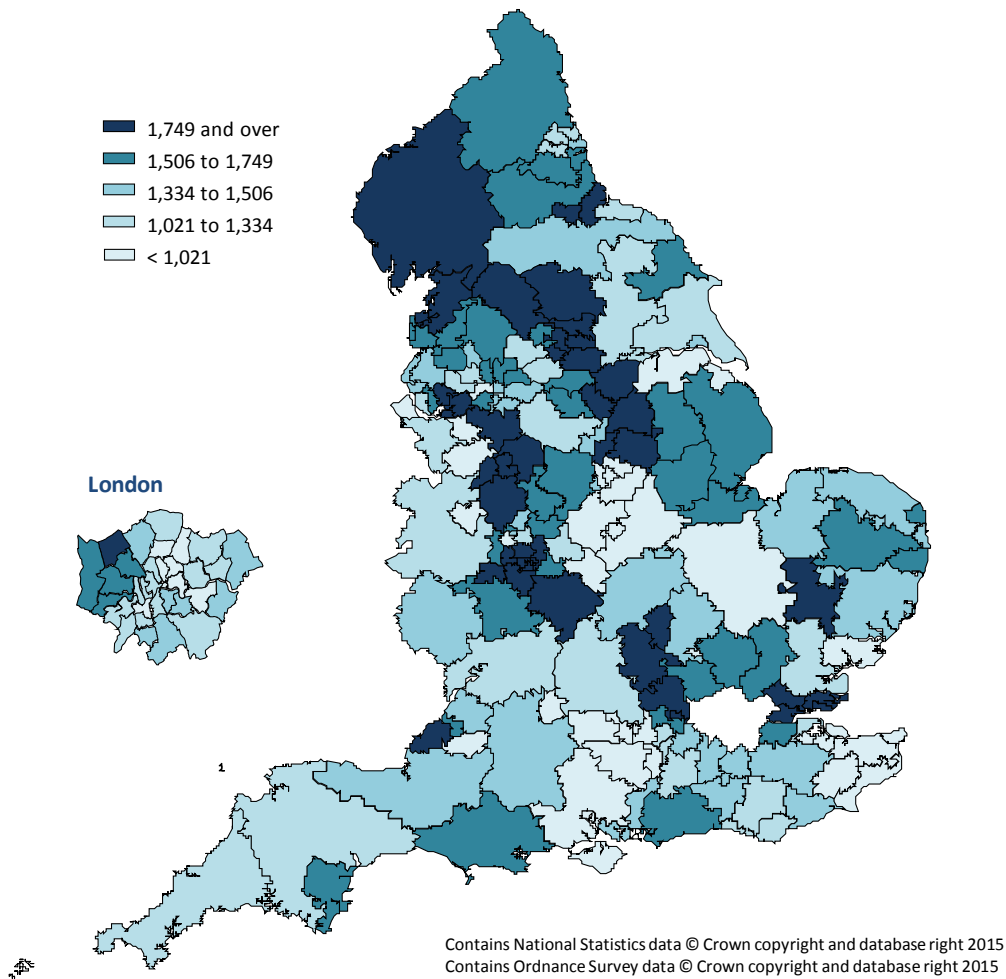 1,749 and over
1,506 to 1,749
1,334 to 1,506
1,021 to 1,334
< 1,021
London
1
Contains National Statistics data © Crown copyright and database right 2015
Contains Ordnance Survey data © Crown copyright and database right 2015